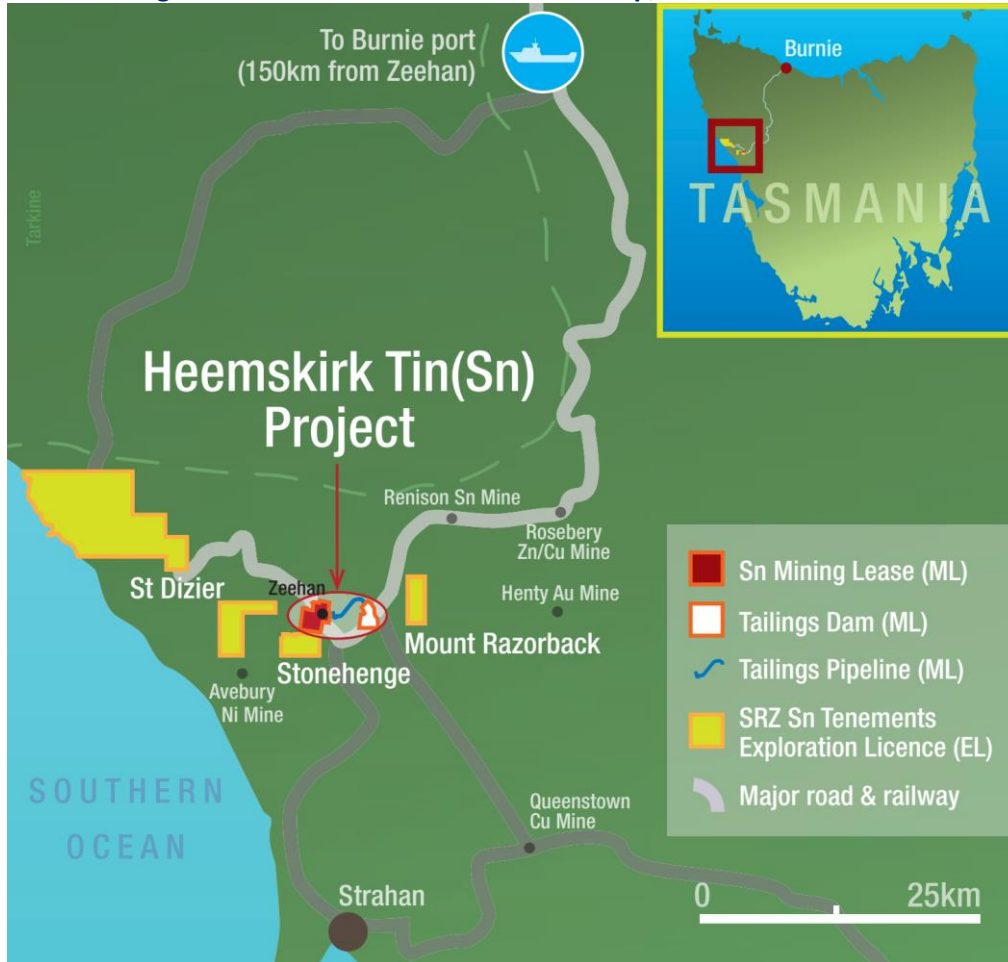 To Burnie port
(150km from Zeehan)
Burnie
TASMANIA
Tarkine
Heemskirk Tin(Sn)
Project
Renison Sn Mine
Rosebery
Zn/Cu Mine
St Dizier
Zeehan
Henty Au Mine
Mount Razorback
Stonehenge
Avebury
Ni Mine
SOUTHERN
OCEAN
Queenstown
Cu Mine
Strahan
Sn Mining Lease (ML)
Tailings Dam (ML)
Tailings Pipeline (ML)
SRZ Sn Tenements
Exploration Licence (EL)
Major road & railway
0 25km